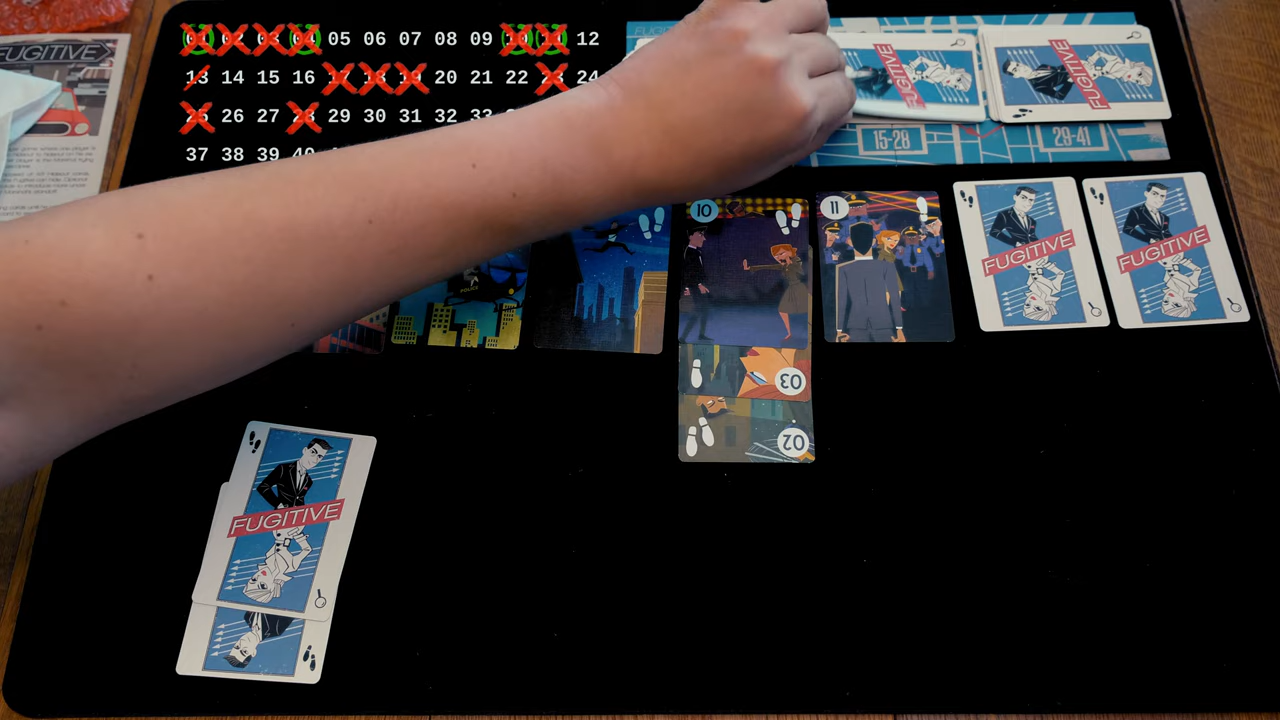 FUGITIVE
01 02 03 04 05 06 07 08 09 10 11 12
13 14 15 16 17 18 19 20 21 22 23 24
25 26 27 28 29 30 31 32 33
37 38 39 40
FUGITIVE
FUGITIVE
15-28
29-41
POLICE
10
11
FUGITIVE
FUGITIVE
03
02
FUGITIVE